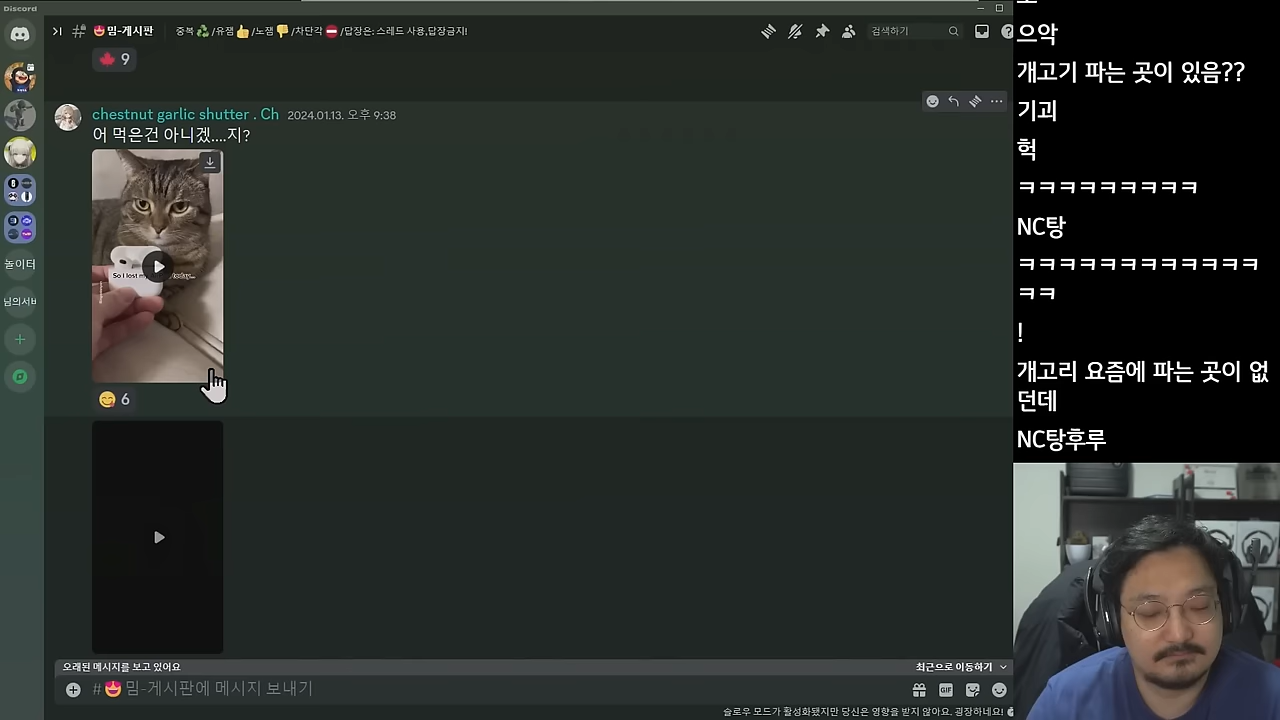 Discord
밈-게시판
중복 /유잼 /노잼 /차단각 /답장은: 스레드 사용,답장금지!
검색하기
9
chestnut garlic shutter . Ch 2024.01.13. 오후 9:38
어 먹은건 아니겠....지?
So I lost my
today...
6
놀이터
님의서버
오래된 메시지를 보고 있어요
최근으로 이동하기
#밈-게시판에 메시지 보내기
GIF
슬로우 모드가 활성화됐지만 당신은 영향을 받지 않아요. 굉장하네요!
으악
개고기 파는 곳이 있음??
기괴
헉
ㅋㅋㅋㅋㅋㅋㅋㅋㅋ
NC탕
ㅋㅋㅋㅋㅋㅋㅋㅋㅋㅋㅋㅋ
ㅋㅋ
!
개고리 요즘에 파는 곳이 없
던데
NC탕후루